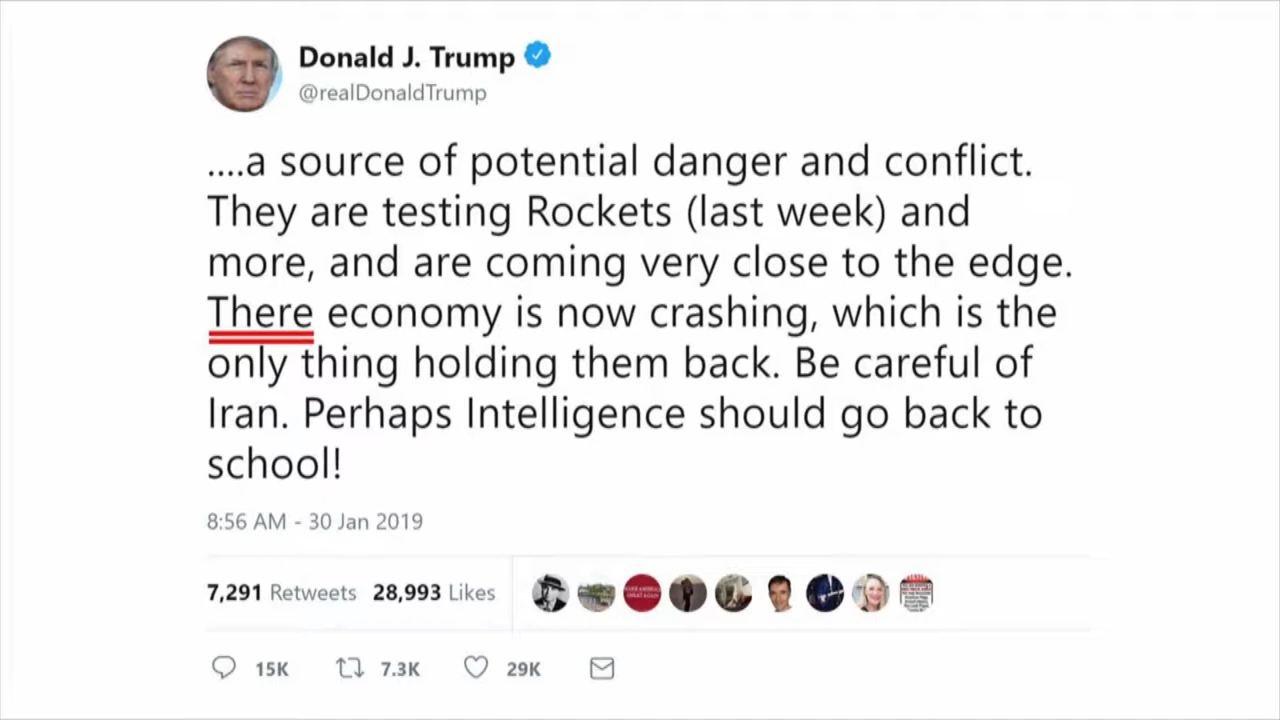 Donald J. Trump
@realDonaldTrump
....a source of potential danger and conflict.
They are testing Rockets (last week) and
more, and are coming very close to the edge.
There economy is now crashing, which is the
only thing holding them back. Be careful of
Iran. Perhaps Intelligence should go back to
school!
8:56 AM - 30 Jan 2019
7,291 Retweets 28,993 Likes
15K 7.3K 29K